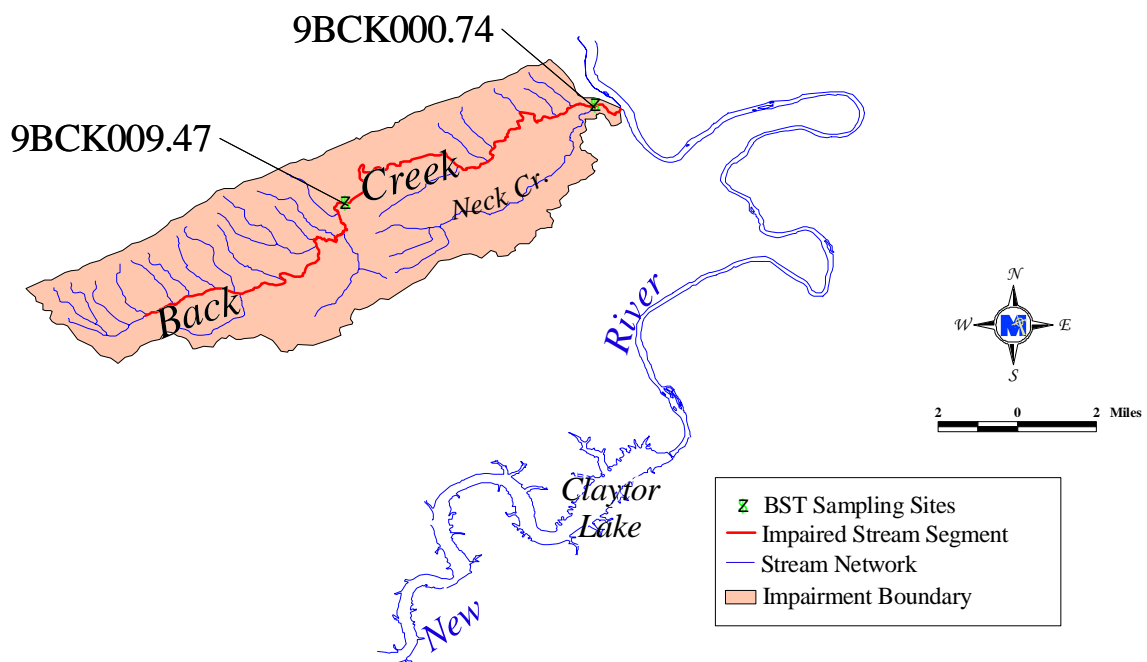 9BCK000.74
9BCK009.47
Creek
Neck Cr.
Back
River
N
W
M
E
S
2 0 2 Miles
Claytor
Lake
New
BST Sampling Sites
Impaired Stream Segment
Stream Network
Impairment Boundary